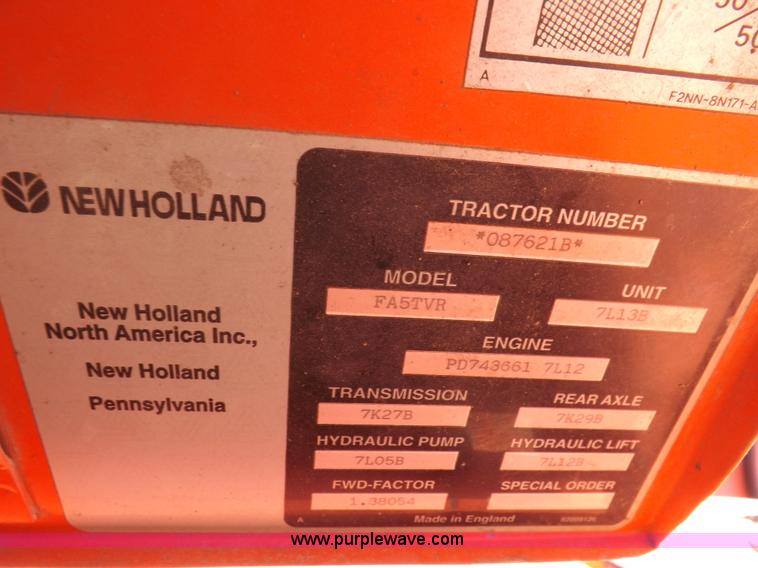 50/50
A
F2NN-8N171-A
NEW HOLLAND
New Holland
North America Inc.,
New Holland
Pennsylvania
TRACTOR NUMBER
*087621B*
MODEL
UNIT
FA5TVR
7L13B
ENGINE
PD743661 7L12
TRANSMISSION
REAR AXLE
7K27B
7K29B
HYDRAULIC PUMP
HYDRAULIC LIFT
7L05B
7L12B
FWD-FACTOR
SPECIAL ORDER
1.38054
A
Made in England
www.purplewave.com